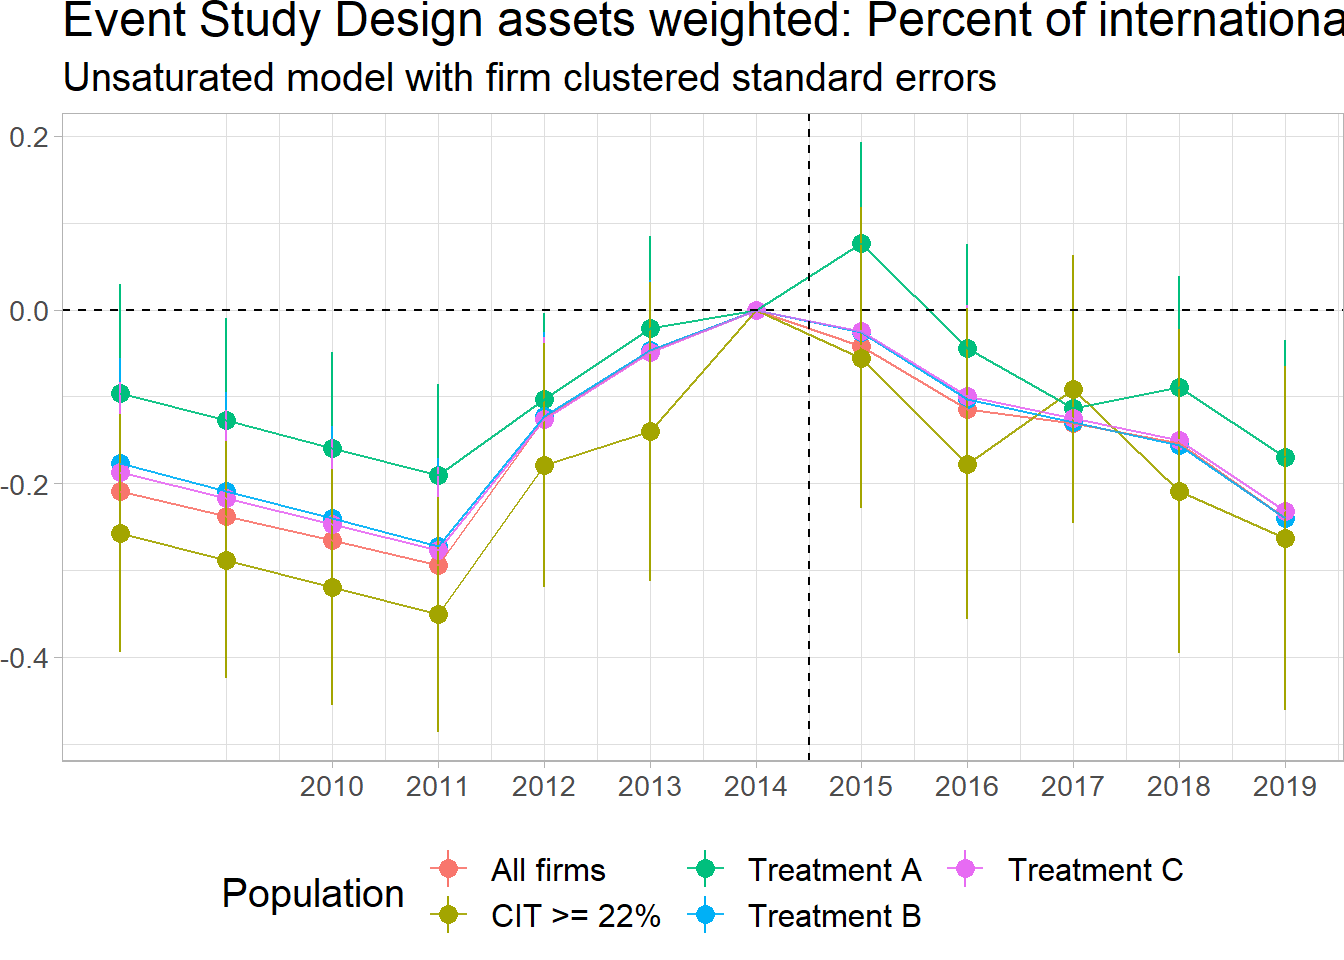 Event Study Design assets weighted: Percent of internationa
Unsaturated model with firm clustered standard errors
0.2
0.0
-0.2
-0.4
2010 2011 2012 2013 2014 2015 2016 2017 2018 2019
Population
All firms Treatment A Treatment C
CIT >= 22% Treatment B